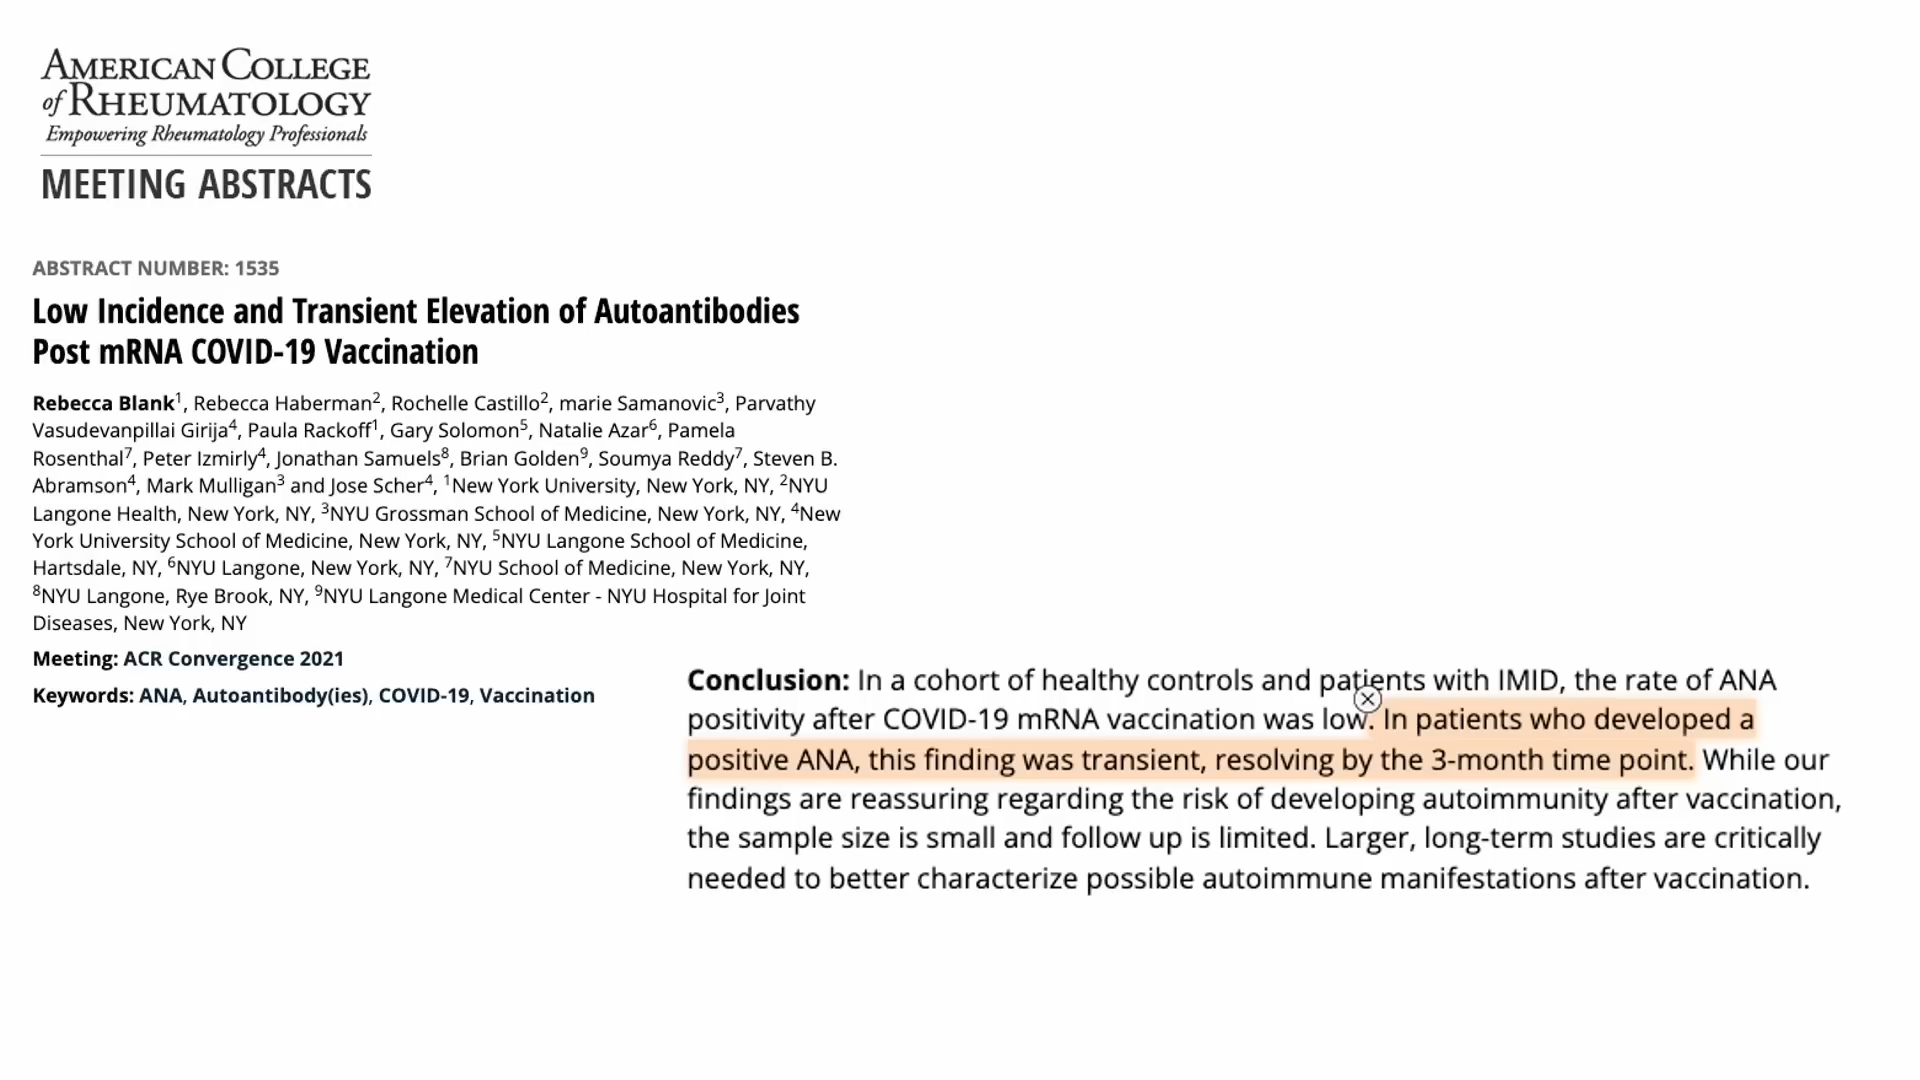 AMERICAN COLLEGE
of RHEUMATOLOGY
Empowering Rheumatology Professionals
MEETING ABSTRACTS
ABSTRACT NUMBER: 1535
Low Incidence and Transient Elevation of Autoantibodies
Post mRNA COVID-19 Vaccination
Rebecca Blank1, Rebecca Haberman2, Rochelle Castillo2, marie Samanovic3, Parvathy
Vasudevanpillai Girija4, Paula Rackoff1, Gary Solomon5, Natalie Azar6, Pamela
Rosenthal7, Peter Izmirly4, Jonathan Samuels8, Brian Golden9, Soumya Reddy7, Steven B.
Abramson4, Mark Mulligan3 and Jose Scher4, 1New York University, New York, NY, 2NYU
Langone Health, New York, NY, 3NYU Grossman School of Medicine, New York, NY, 4New
York University School of Medicine, New York, NY, 5NYU Langone School of Medicine,
Hartsdale, NY, 6NYU Langone, New York, NY, 7NYU School of Medicine, New York, NY,
8NYU Langone, Rye Brook, NY, 9NYU Langone Medical Center - NYU Hospital for Joint
Diseases, New York, NY
Meeting: ACR Convergence 2021
Keywords: ANA, Autoantibody(ies), COVID-19, Vaccination
Conclusion: In a cohort of healthy controls and patients with IMID, the rate of ANA
positivity after COVID-19 mRNA vaccination was low. In patients who developed a
positive ANA, this finding was transient, resolving by the 3-month time point. While our
findings are reassuring regarding the risk of developing autoimmunity after vaccination,
the sample size is small and follow up is limited. Larger, long-term studies are critically
needed to better characterize possible autoimmune manifestations after vaccination.